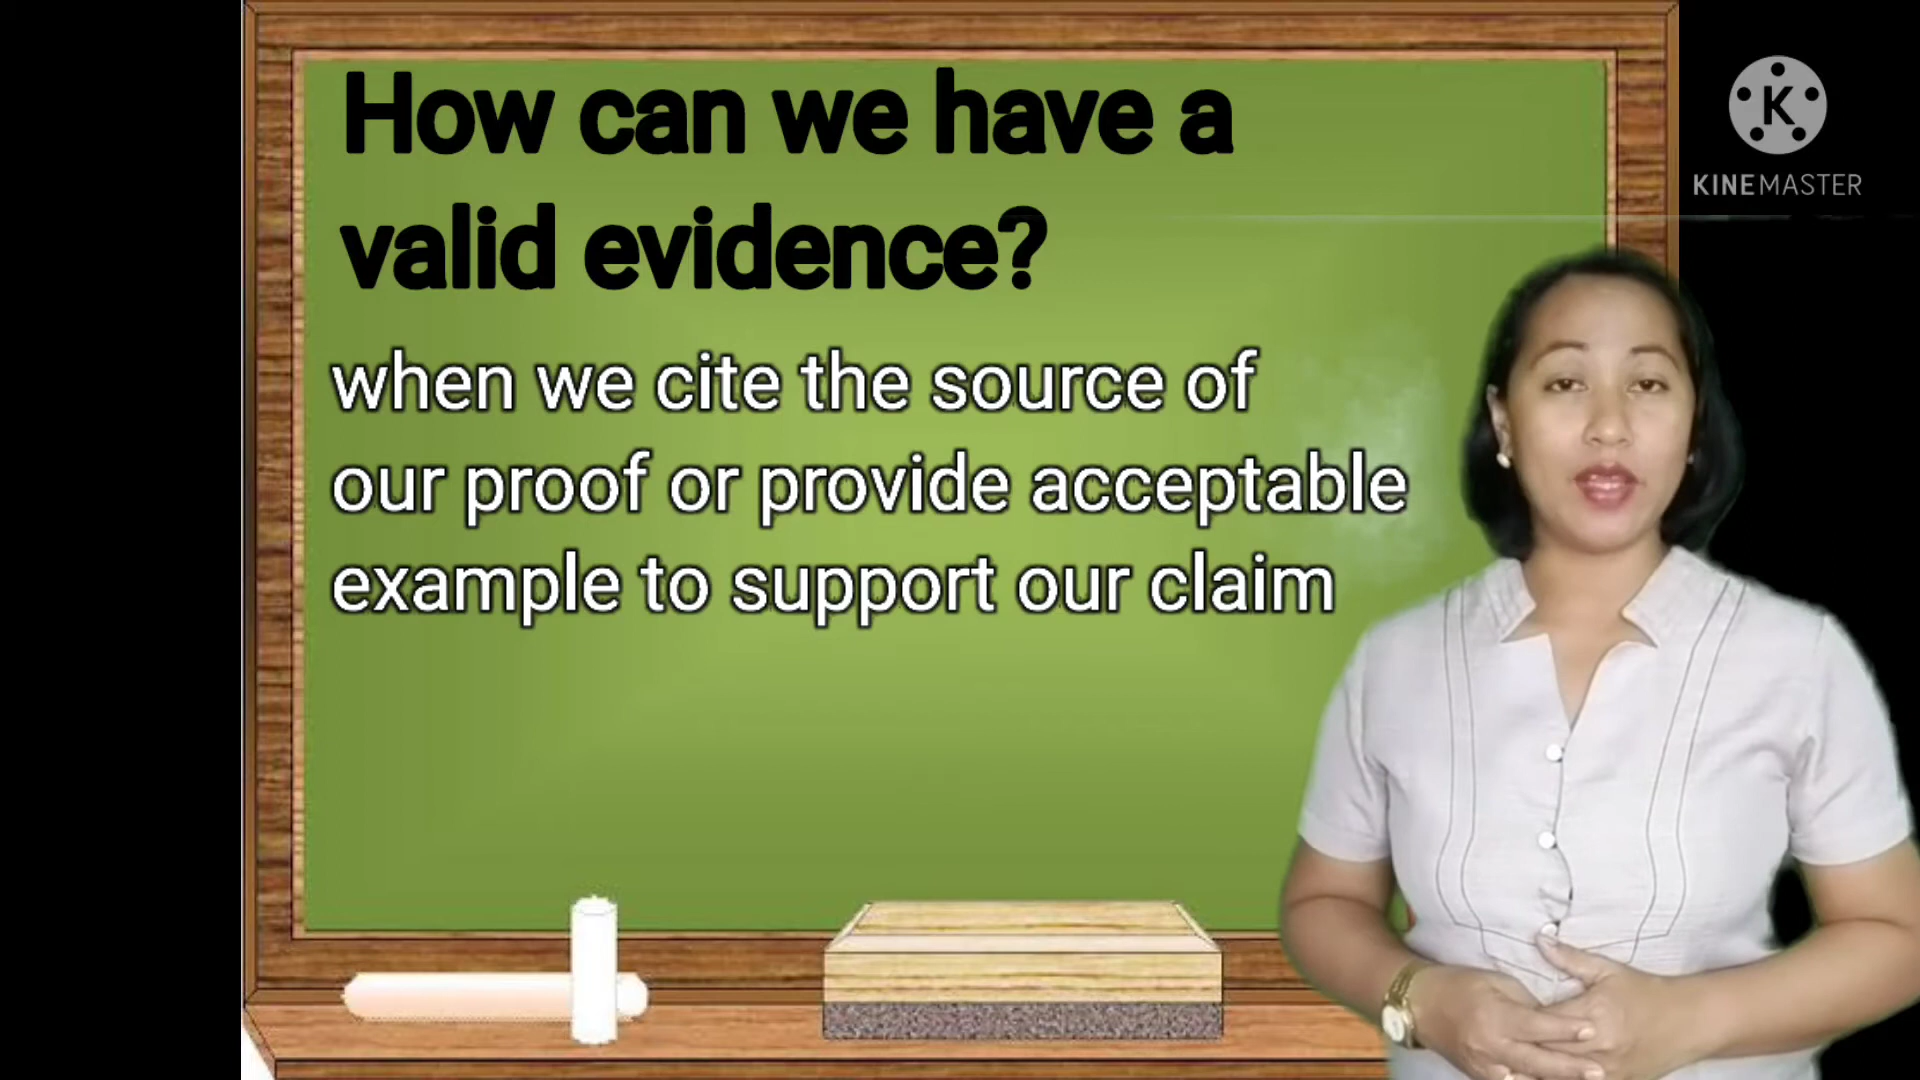 How can we have a
valid evidence?
when we cite the source of
our proof or provide acceptable
example to support our claim
K
KINEMASTER